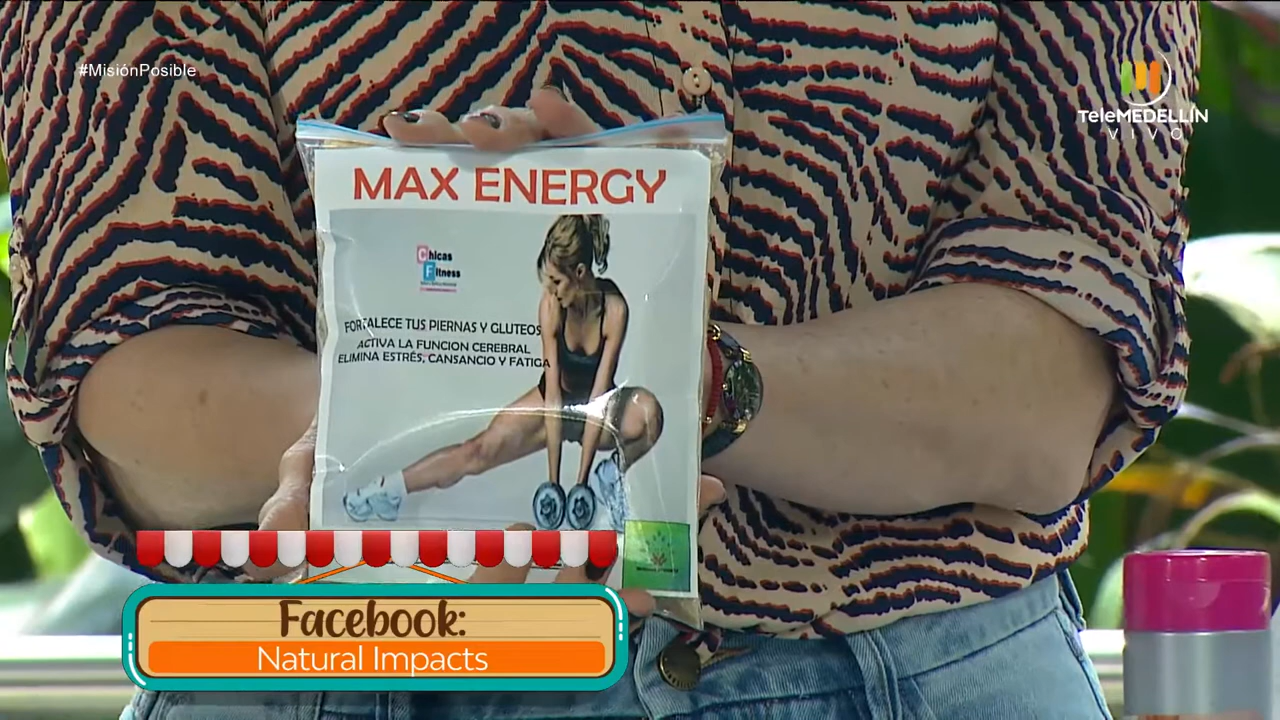 #MisiónPosible
TeleMEDELLÍN
VIVO
MAX ENERGY
Chicas
Fitness
FORTALECE TUS PIERNAS Y GLUTEOS
ACTIVA LA FUNCION CEREBRAL
ELIMINA ESTRÉS, CANSANCIO Y FATIGA
Facebook:
Natural Impacts